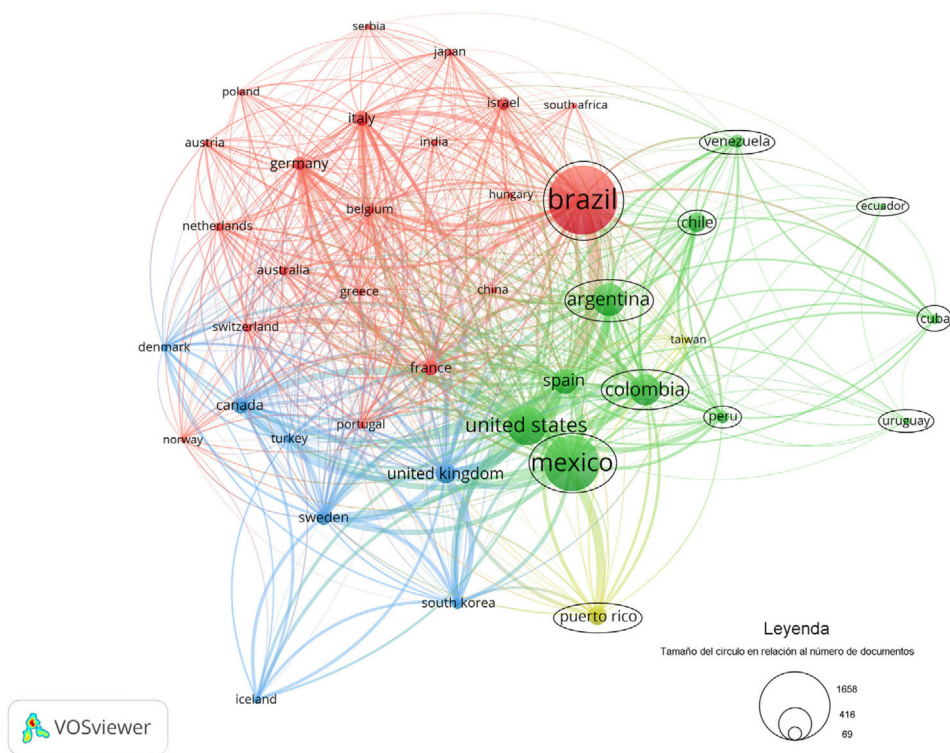 serbia
japan
poland
israel
south africa
italy
austria
india
venezuela
germany
hungary
brazil
ecuador
belgium
netherlands
chile
australia
greece
china
argentina
cuba
switzerland
taiwan
denmark
france
spain
colombia
canada
peru
uruguay
portugal
united states
norway
turkey
mexico
united kingdom
sweden
south korea
puerto rico
Leyenda
Tamaño del circulo en relación al número de documentos
1658
416
69
iceland
VOSviewer